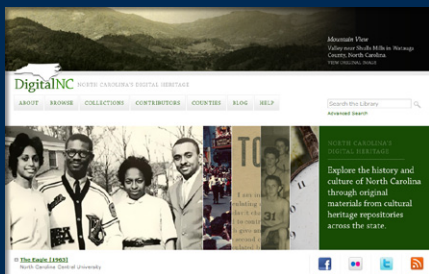 Mountain View
Valley near Shulls Mills in Watauga
County, North Carolina
VIEW ORIGINAL IMAGE
DigitalNC NORTH CAROLINA'S DIGITAL HERITAGE
ABOUT BROWSE COLLECTIONS CONTRIBUTORS COUNTIES BLOG HELP
Search the Library
Advanced Search
TO
NORTH CAROLINA'S
DIGITAL HERITAGE
Explore the history and
culture of North Carolina
through original
materials from cultural
heritage repositories
across the state.
The Eagle [1965]
North Carolina Central University